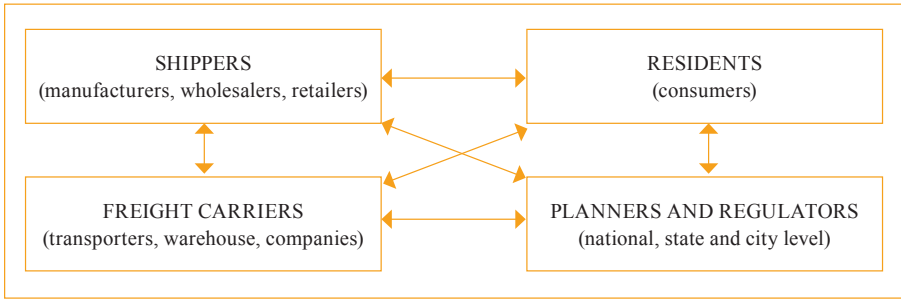 SHIPPERS
(manufacturers, wholesalers, retailers)
RESIDENTS
(consumers)
FREIGHT CARRIERS
(transporters, warehouse, companies)
PLANNERS AND REGULATORS
(national, state and city level)